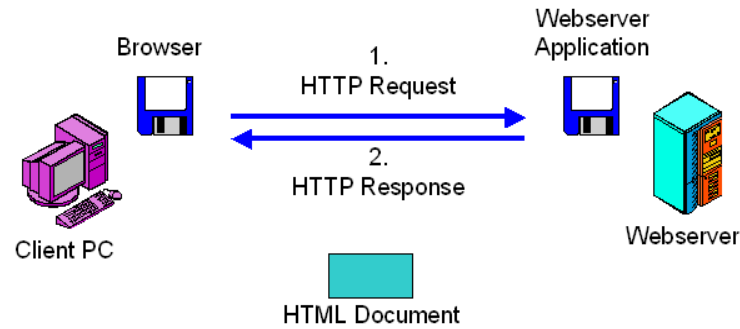 Browser
Webserver
Application
1.
HTTP Request
2.
HTTP Response
Client PC
Webserver
HTML Document